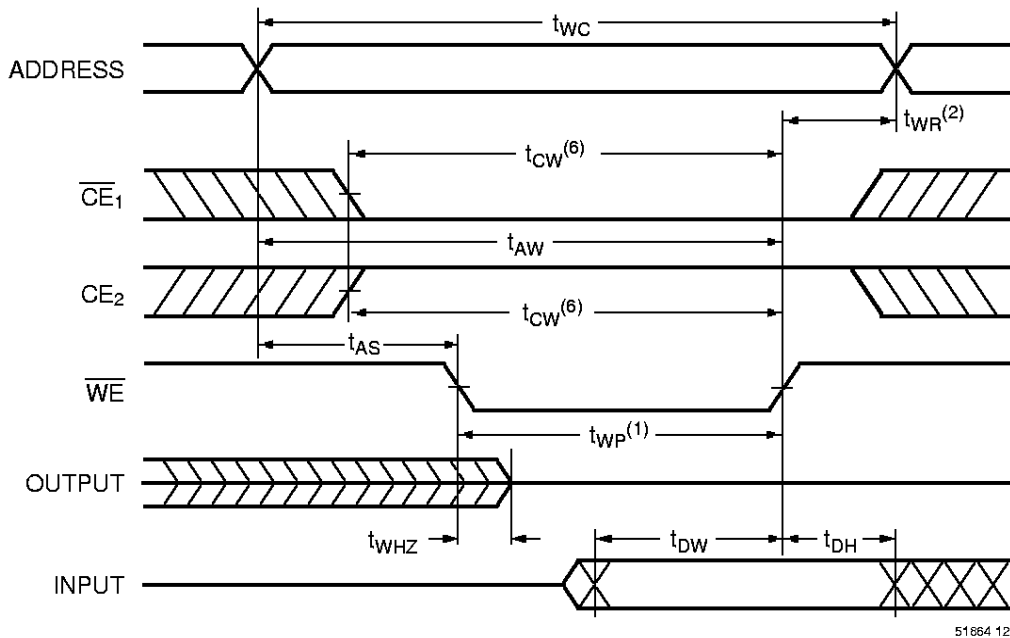 tWC
ADDRESS
tWR(2)
tCW(6)
CE1
tAW
CE2
tCW(6)
tAS
WE
tWP(1)
OUTPUT
tWHZ
tDW
tDH
INPUT
51864 12